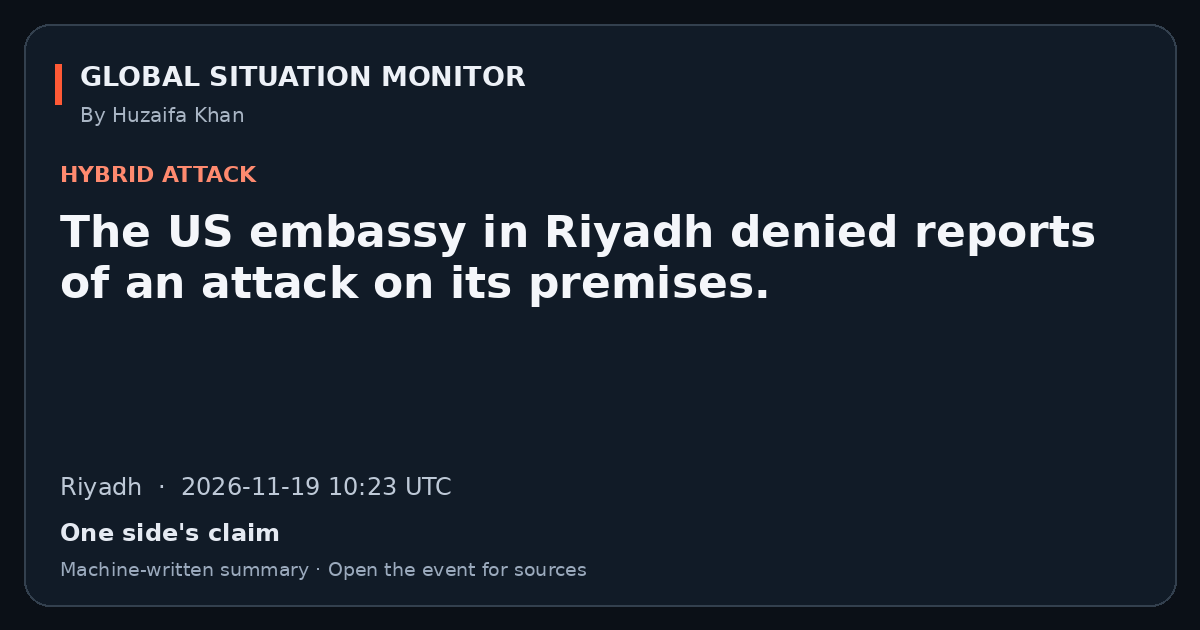 GLOBAL SITUATION MONITOR
By Huzaifa Khan
HYBRID ATTACK
The US embassy in Riyadh denied reports
of an attack on its premises.
Riyadh · 2026-11-19 10:23 UTC
One side's claim
Machine-written summary · Open the event for sources